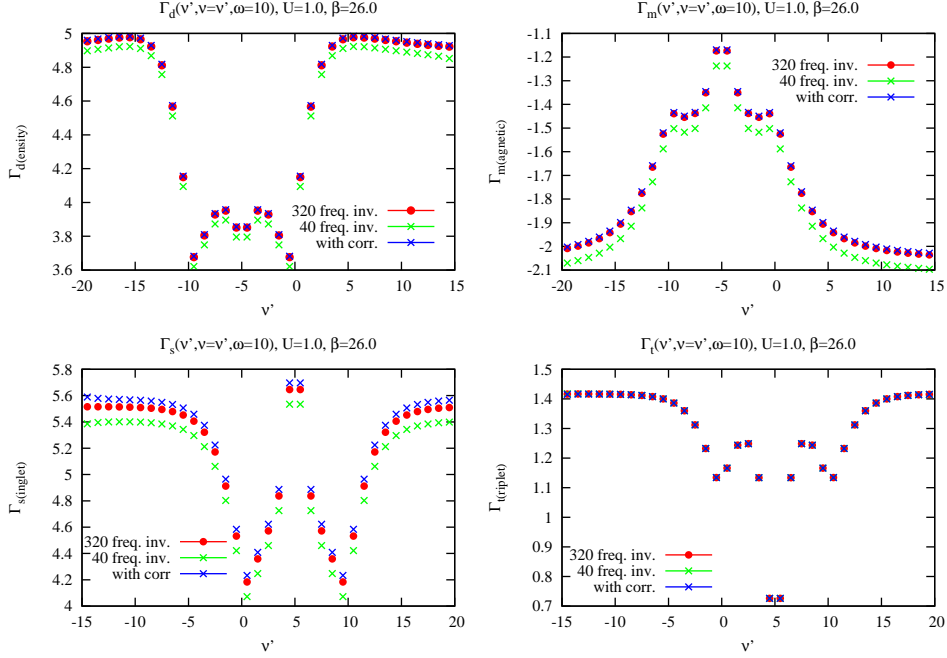 Γd(ν',ν=ν',ω=10), U=1.0, β=26.0
Γd(ensity)
5
4.8
4.6
4.4
4.2
4
3.8
3.6
320 freq. inv.
40 freq. inv.
with corr.
-20 -15 -10 -5 0 5 10 15
ν'
Γm(ν',ν=ν',ω=10), U=1.0, β=26.0
Γm(agnetic)
-1.1
-1.2
-1.3
-1.4
-1.5
-1.6
-1.7
-1.8
-1.9
-2
-2.1
320 freq. inv.
40 freq. inv.
with corr.
-20 -15 -10 -5 0 5 10 15
ν'
Γs(ν',ν=ν',ω=10), U=1.0, β=26.0
Γs(inglet)
5.8
5.6
5.4
5.2
5
4.8
4.6
4.4
4.2
4
320 freq. inv.
40 freq. inv.
with corr
-15 -10 -5 0 5 10 15 20
ν'
Γt(ν',ν=ν',ω=10), U=1.0, β=26.0
Γt(riplet)
1.5
1.4
1.3
1.2
1.1
1
0.9
0.8
0.7
320 freq. inv.
40 freq. inv.
with corr.
-15 -10 -5 0 5 10 15 20
ν'